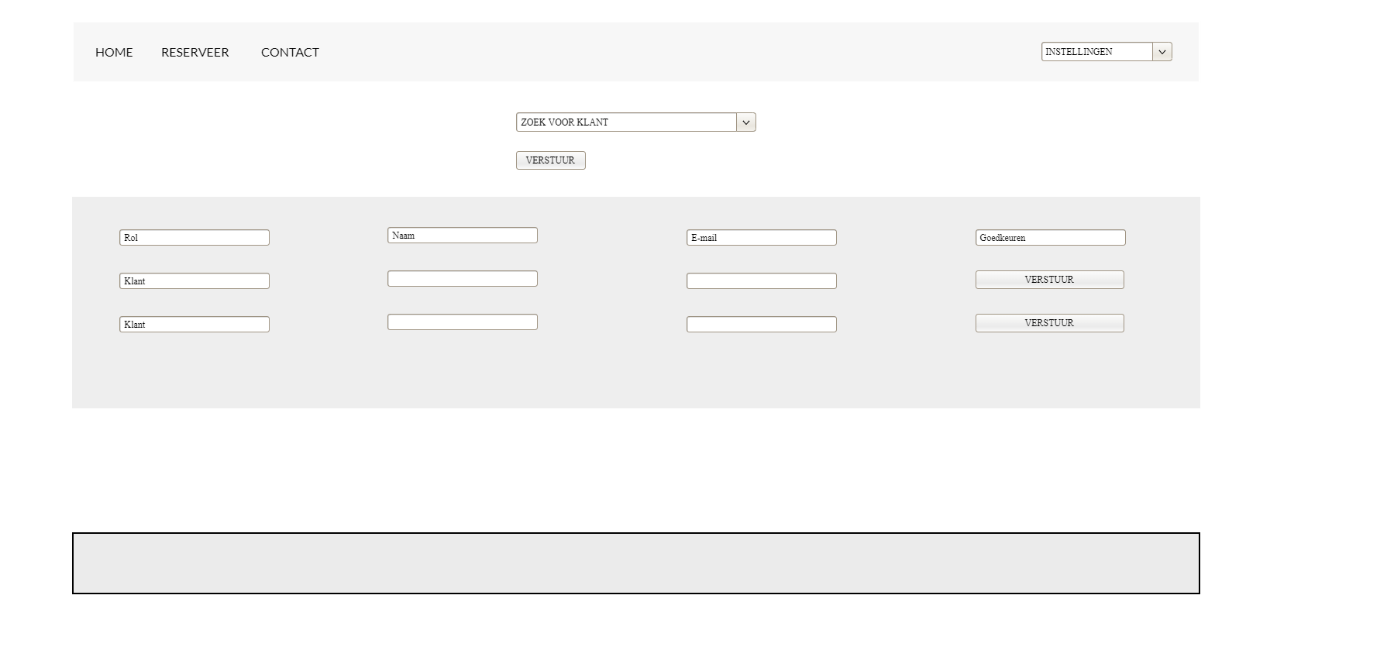 HOME RESERVEER CONTACT INSTELLINGEN
ZOEK VOOR KLANT
VERSTUUR
Rol Naam E-mail Goedkeuren
Klant VERSTUUR
Klant VERSTUUR